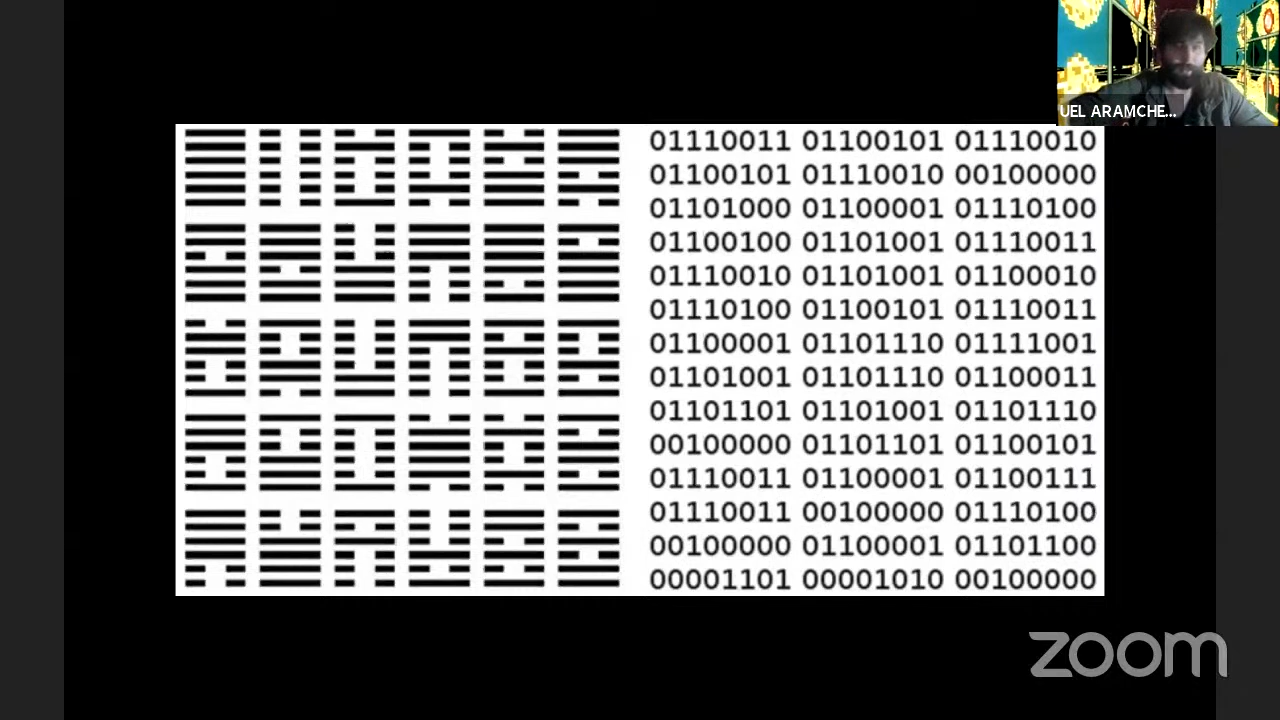 UEL ARAMCHE...
01110011 01100101 01110010
01100101 01110010 00100000
01101000 01100001 01110100
01100100 01101001 01110011
01110010 01101001 01100010
01110100 01100101 01110011
01100001 01101110 01111001
01101001 01101110 01100011
01101101 01101001 01101110
00100000 01101101 01100101
01110011 01100001 01100111
01110011 00100000 01110100
00100000 01100001 01101100
00001101 00001010 00100000
zoom